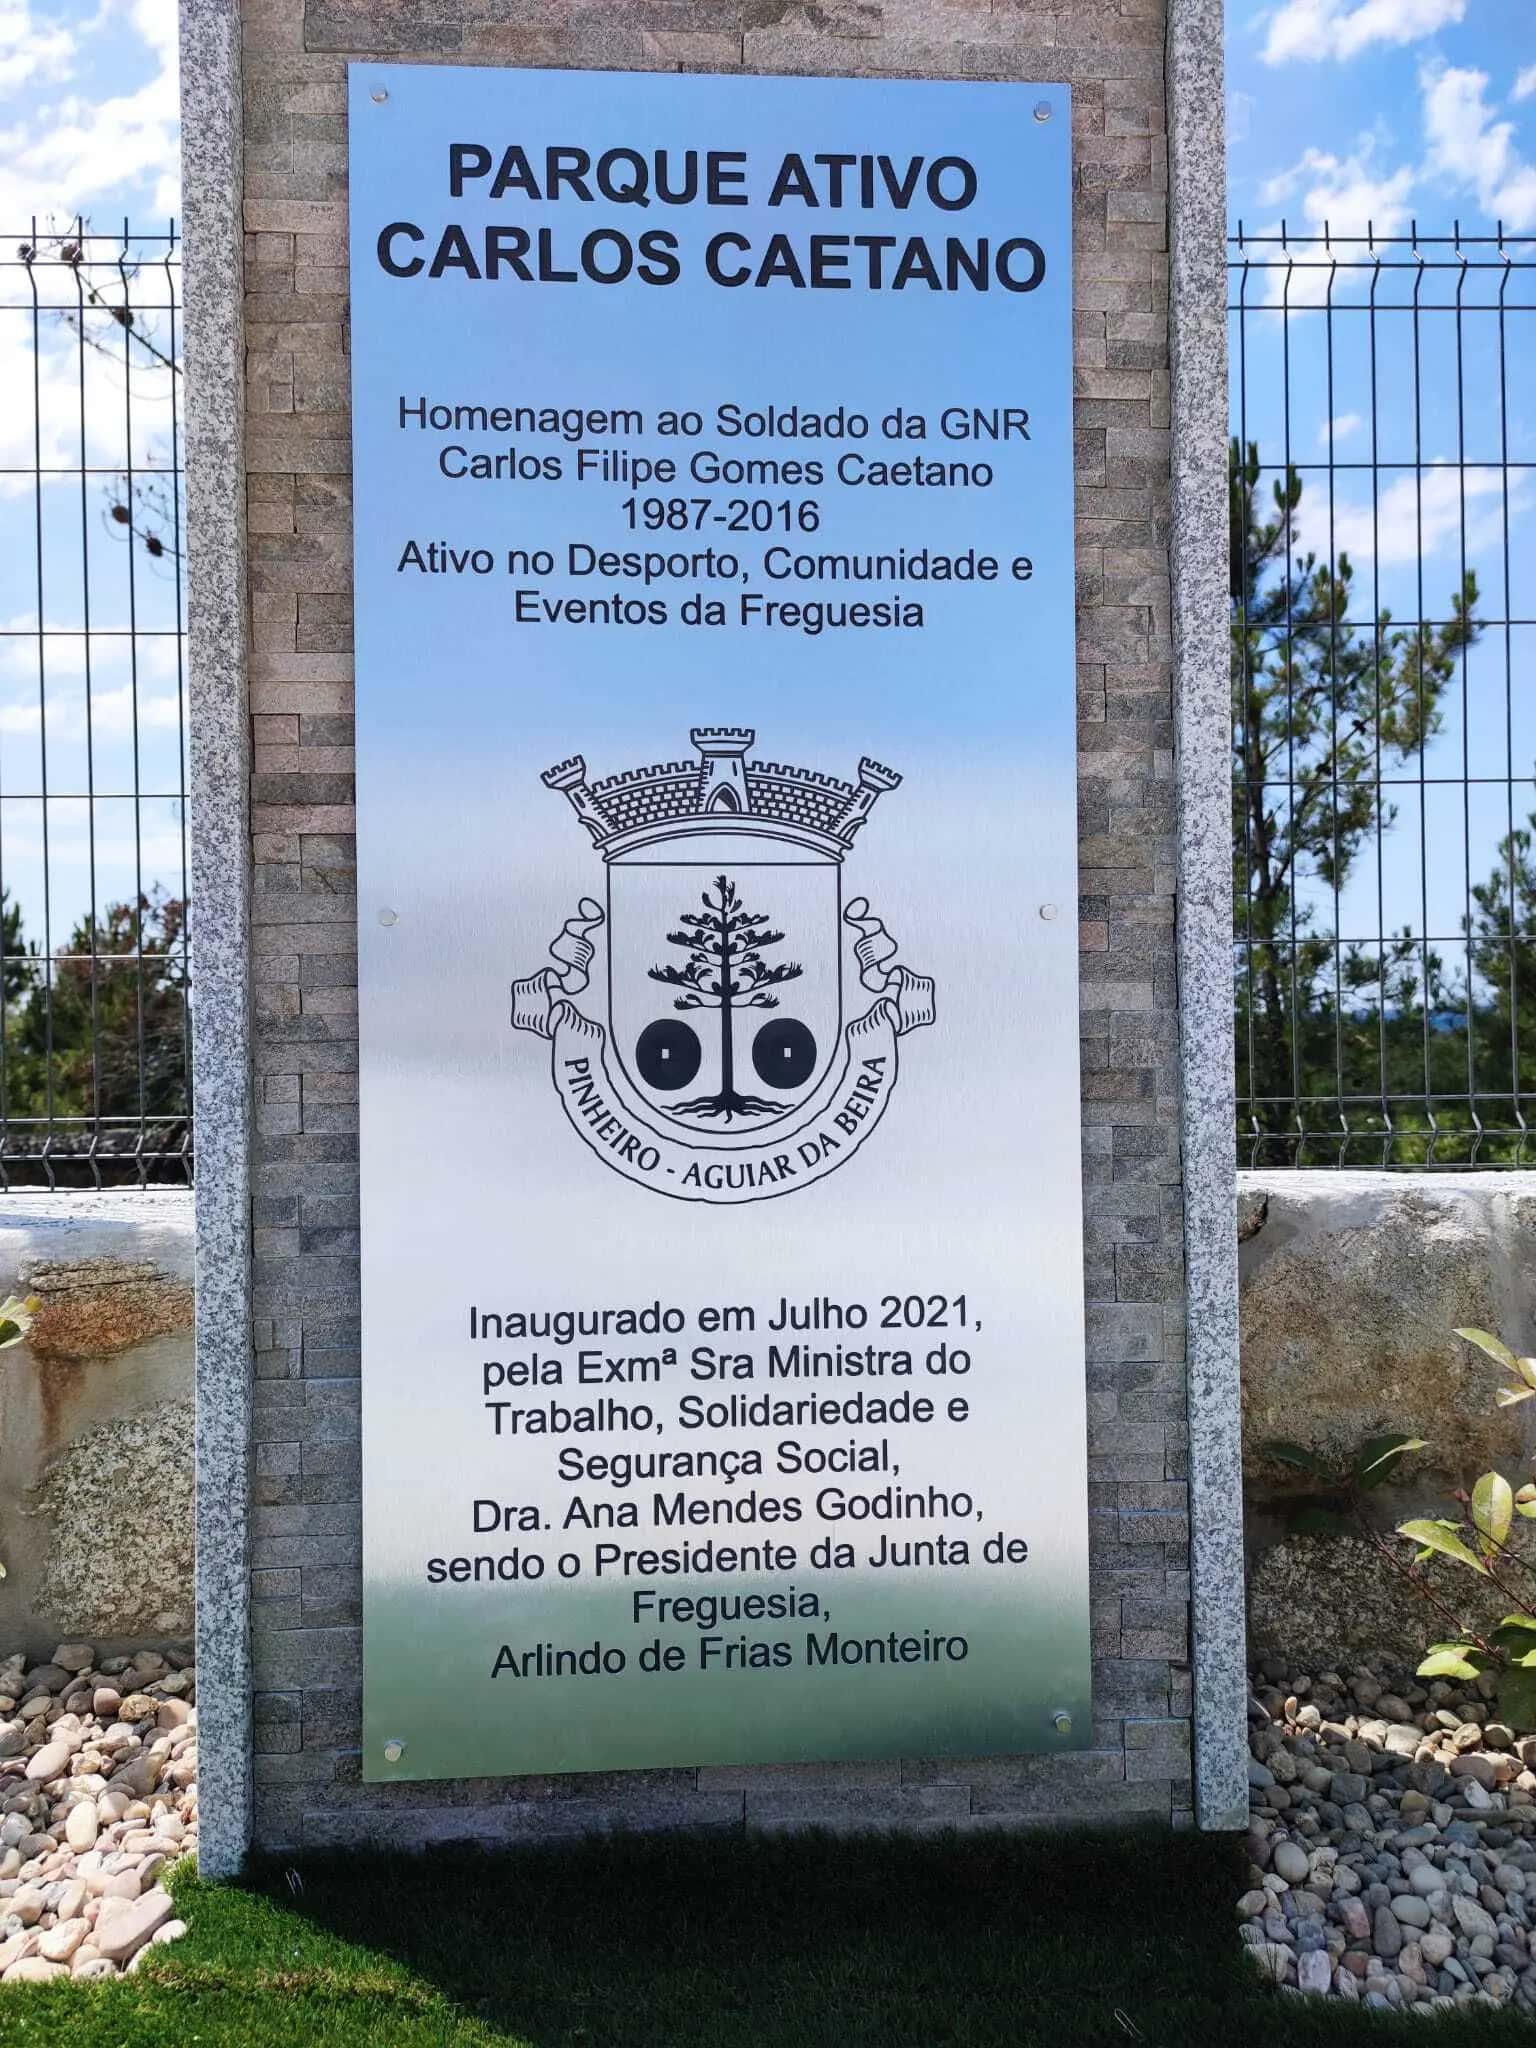 PARQUE ATIVO
CARLOS CAETANO
Homenagem ao Soldado da GNR
Carlos Filipe Gomes Caetano
1987-2016
Ativo no Desporto, Comunidade e
Eventos da Freguesia
PINHEIRO - AGUIAR DA BEIRA
Inaugurado em Julho 2021,
pela Exmª Sra Ministra do
Trabalho, Solidariedade e
Segurança Social,
Dra. Ana Mendes Godinho,
sendo o Presidente da Junta de
Freguesia,
Arlindo de Frias Monteiro